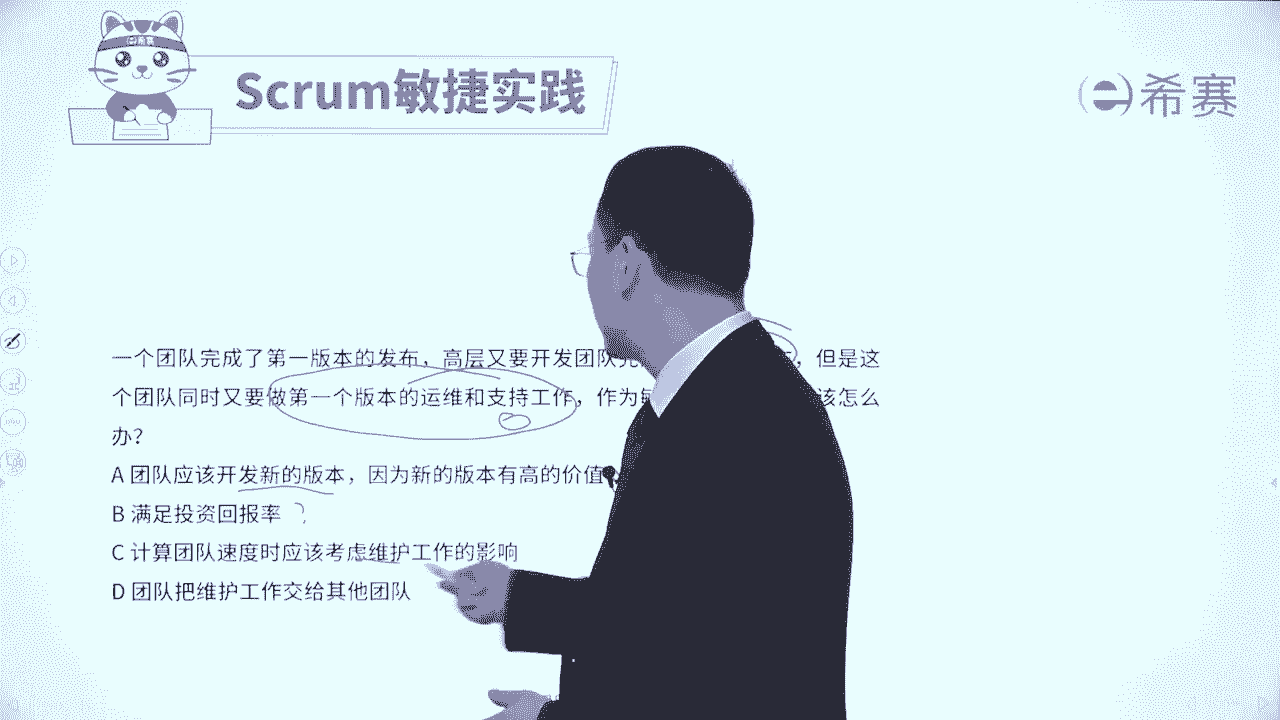 Scrum敏捷实践
希赛
希赛
一个团队完成了第一版本的发布，高层又要开发团队 ，但是这
个团队同时又要做第一个版本的运维和支持工作，作为 该怎么
办？
A 团队应该开发新的版本，因为新的版本有高的价值
B 满足投资回报率
C 计算团队速度时应该考虑维护工作的影响
D 团队把维护工作交给其他团队